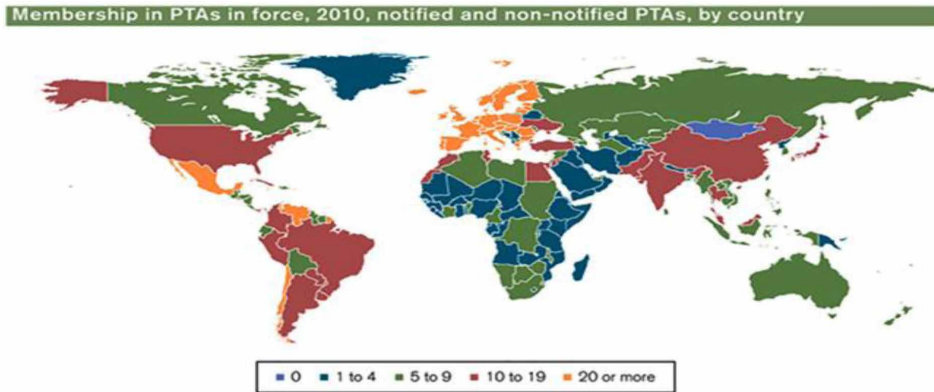 Membership in PTAs in force, 2010, notified and non-notified PTAs, by country
0 1 to 4 5 to 9 10 to 19 20 or more